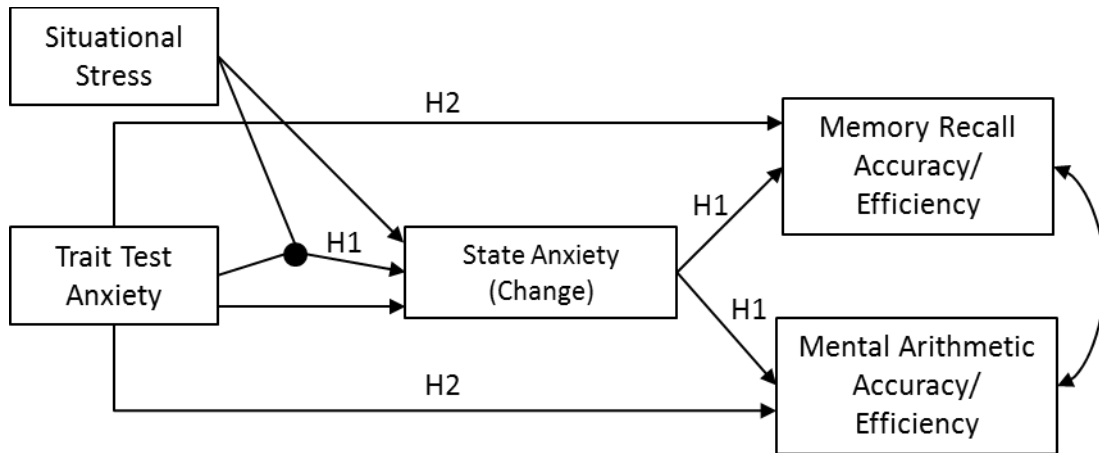 Situational
Stress
H2
Memory Recall
Accuracy/
Efficiency
Trait Test
Anxiety
H1
State Anxiety
(Change)
H1
H1
Mental Arithmetic
Accuracy/
Efficiency
H2